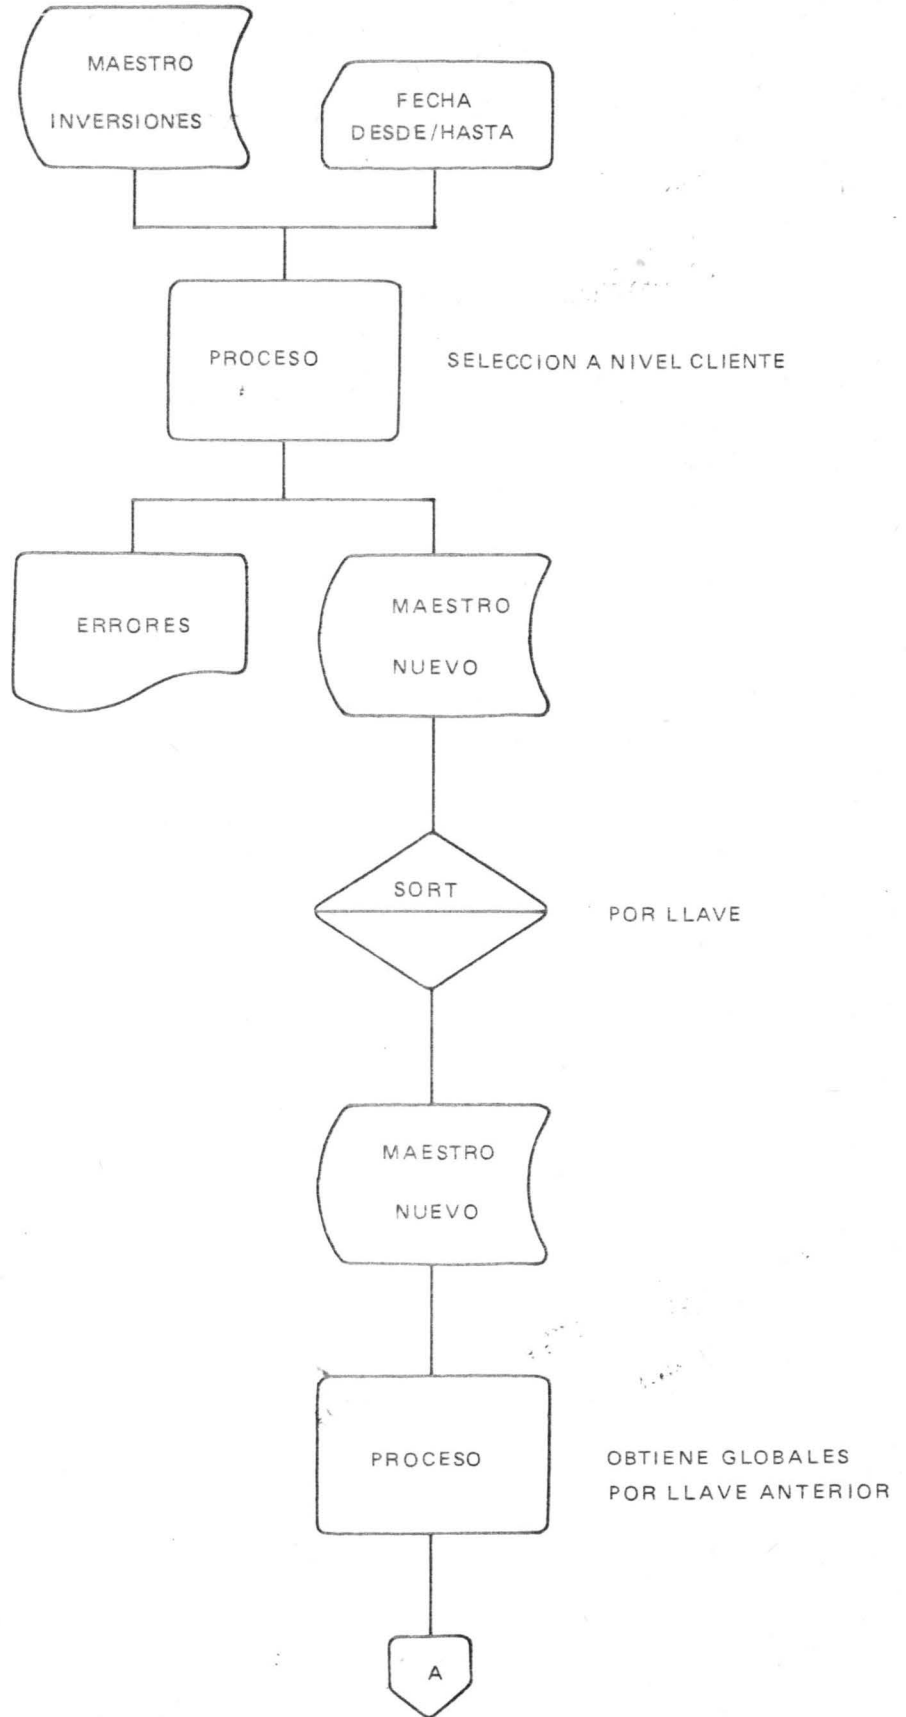 MAESTRO
INVERSIONES
FECHA
DESDE/HASTA
PROCESO
SELECCION A NIVEL CLIENTE
ERRORES
MAESTRO
NUEVO
SORT
POR LLAVE
MAESTRO
NUEVO
PROCESO
OBTIENE GLOBALES
POR LLAVE ANTERIOR
A